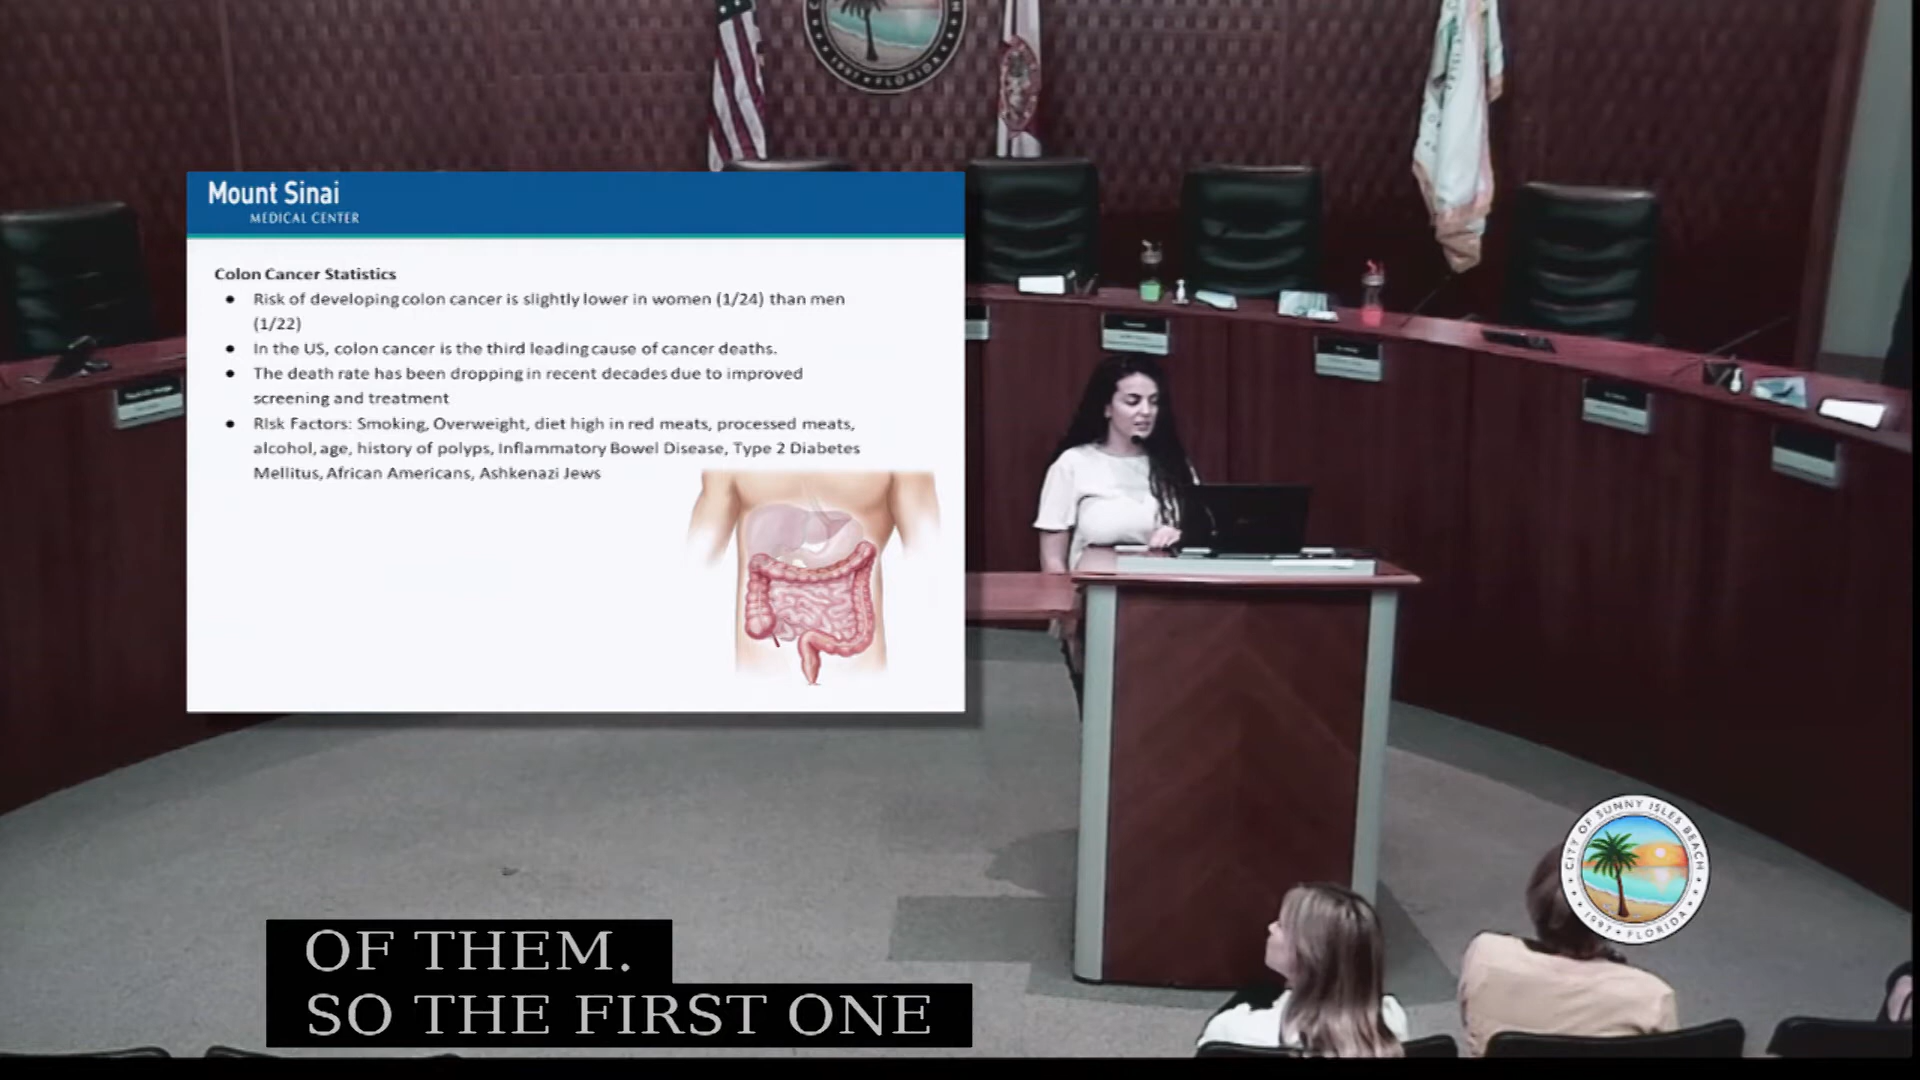 1997 • FLORIDA
Mount Sinai
MEDICAL CENTER
Colon Cancer Statistics
● Risk of developing colon cancer is slightly lower in women (1/24) than men
(1/22)
● In the US, colon cancer is the third leading cause of cancer deaths.
● The death rate has been dropping in recent decades due to improved
screening and treatment
● Risk Factors: Smoking, Overweight, diet high in red meats, processed meats,
alcohol, age, history of polyps, Inflammatory Bowel Disease, Type 2 Diabetes
Mellitus, African Americans, Ashkenazi Jews
CITY OF SUNNY ISLES BEACH
• 1997 • FLORIDA •
OF THEM.
SO THE FIRST ONE